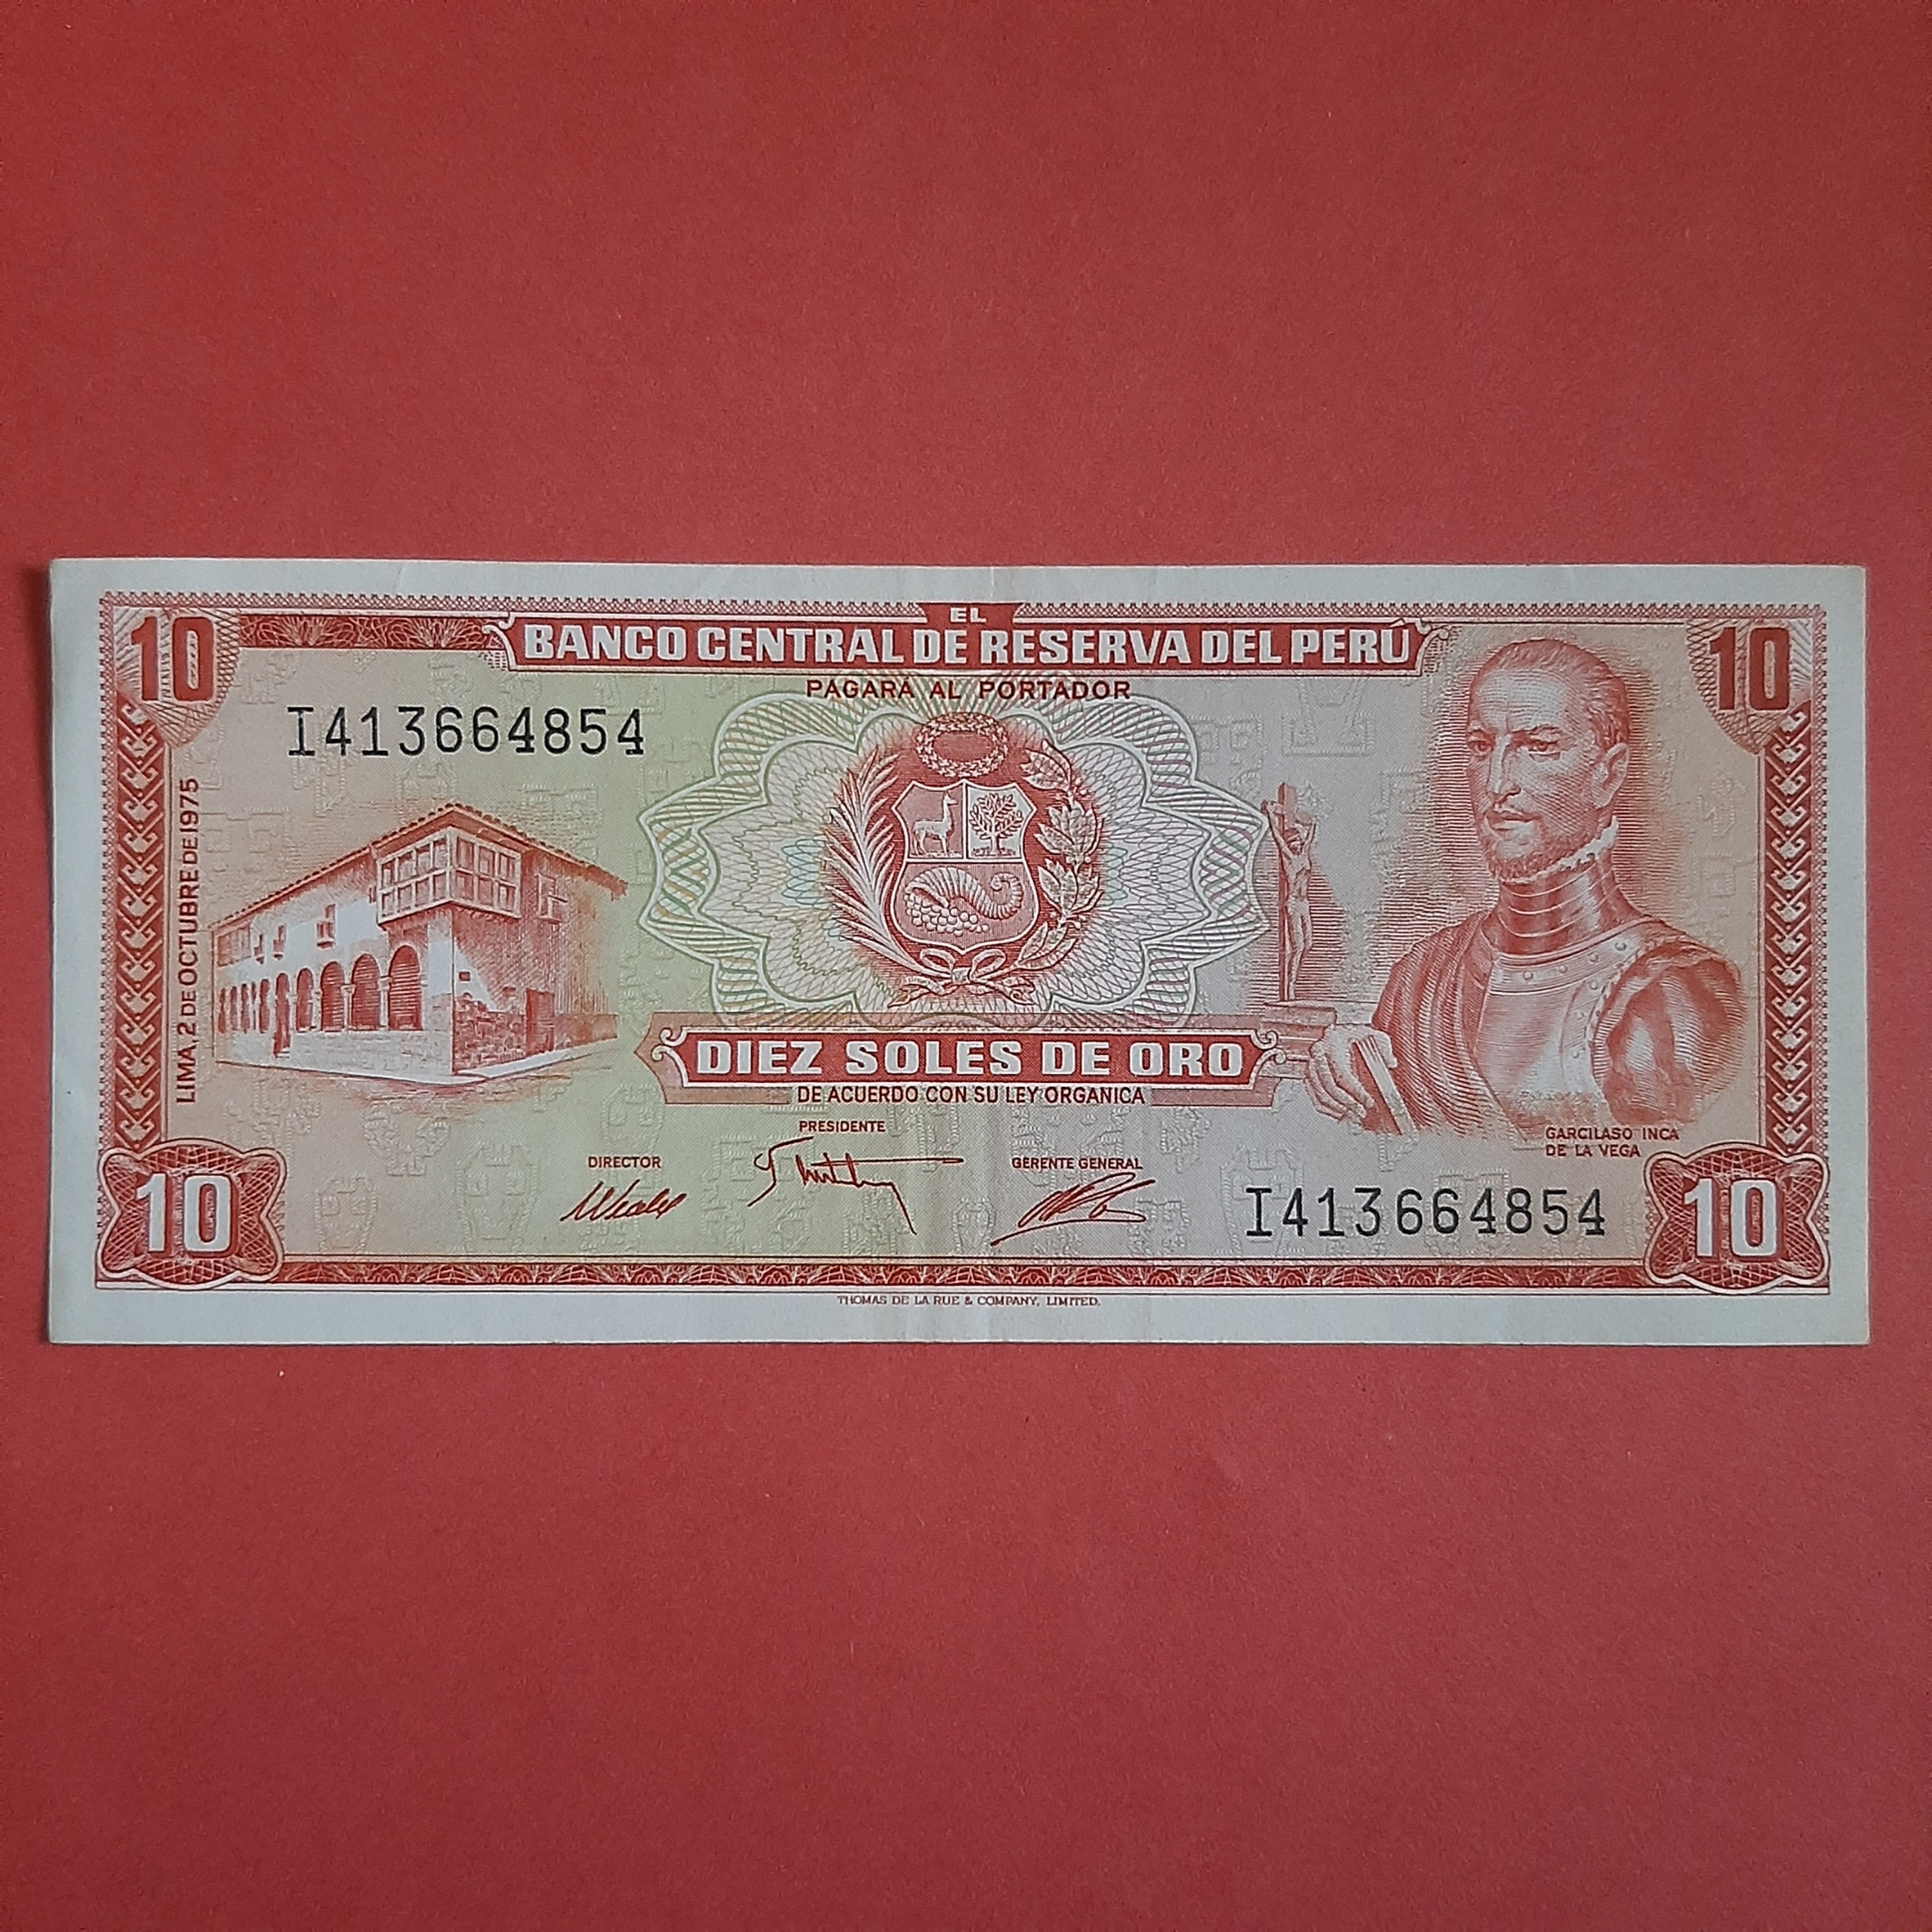 10
EL
BANCO CENTRAL DE RESERVA DEL PERÚ
10
PAGARÁ AL PORTADOR
I413664854
LIMA, 2 DE OCTUBRE DE 1975
DIEZ SOLES DE ORO
DE ACUERDO CON SU LEY ORGANICA
PRESIDENTE
DIRECTOR
GERENTE GENERAL
GARCILASO INCA
DE LA VEGA
10
I413664854
10
THOMAS DE LA RUE & COMPANY, LIMITED.